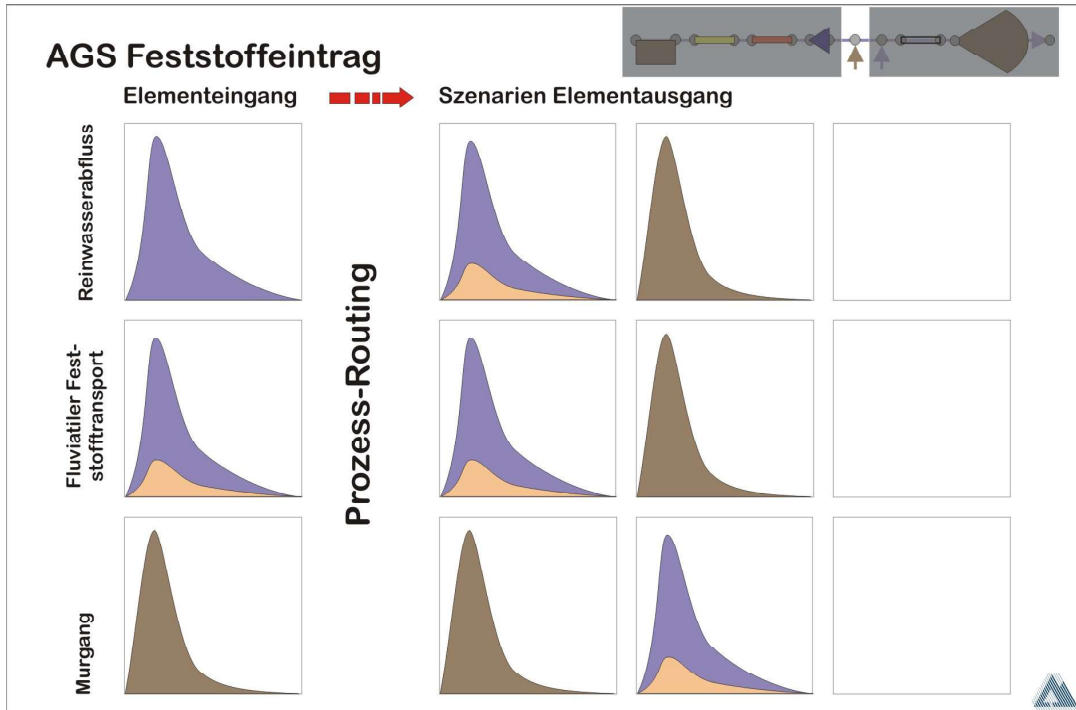 AGS Feststoffeintrag
Elementeingang
Szenarien Elementausgang
Reinwasserabfluss
Fluviatiler Fest-
stofftransport
Murgang
Prozess-Routing